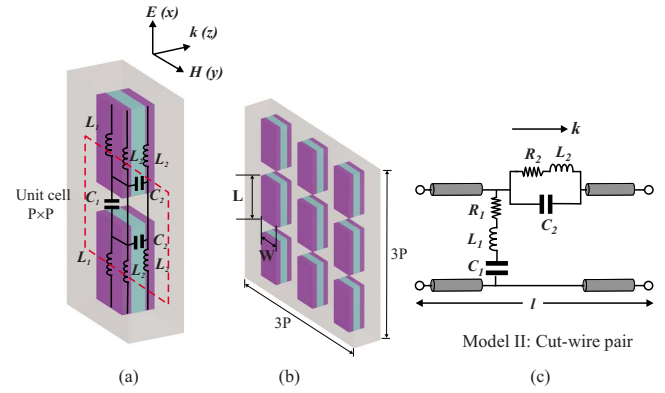 E (x)
k (z)
H (y)
L1
L2
L2
C2
C1
Unit cell
P×P
C2
L1
L2
L2
(a)
L
W
3P
3P
(b)
k
R2
L2
C2
R1
L1
C1
l
Model II: Cut-wire pair
(c)